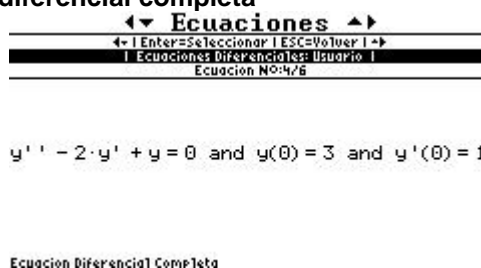 diferencial completa
Ecuaciones
| Enter=Seleccionar | ESC=Volver |
| Ecuaciones Diferenciales: Usuario |
Ecuacion Nº:4/6
y'' - 2·y' + y = 0 and y(0) = 3 and y'(0) = 1
Ecuacion Diferencial Completa